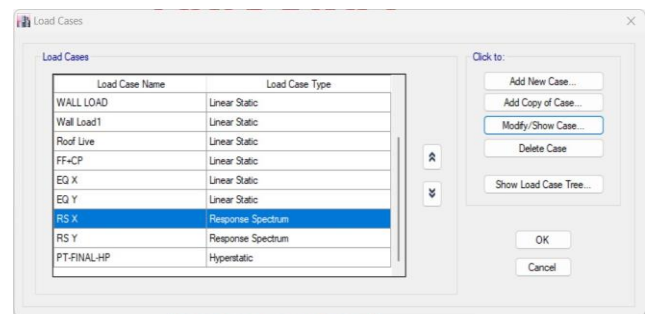 Load Cases
Load Cases
Click to:
Load Case Name Load Case Type
WALL LOAD Linear Static
Wall Load1 Linear Static
Roof Live Linear Static
FF+CP Linear Static
EQ X Linear Static
EQ Y Linear Static
RS X Response Spectrum
RS Y Response Spectrum
PT-FINAL-HP Hyperstatic
Add New Case...
Add Copy of Case...
Modify/Show Case...
Delete Case
Show Load Case Tree...
OK
Cancel